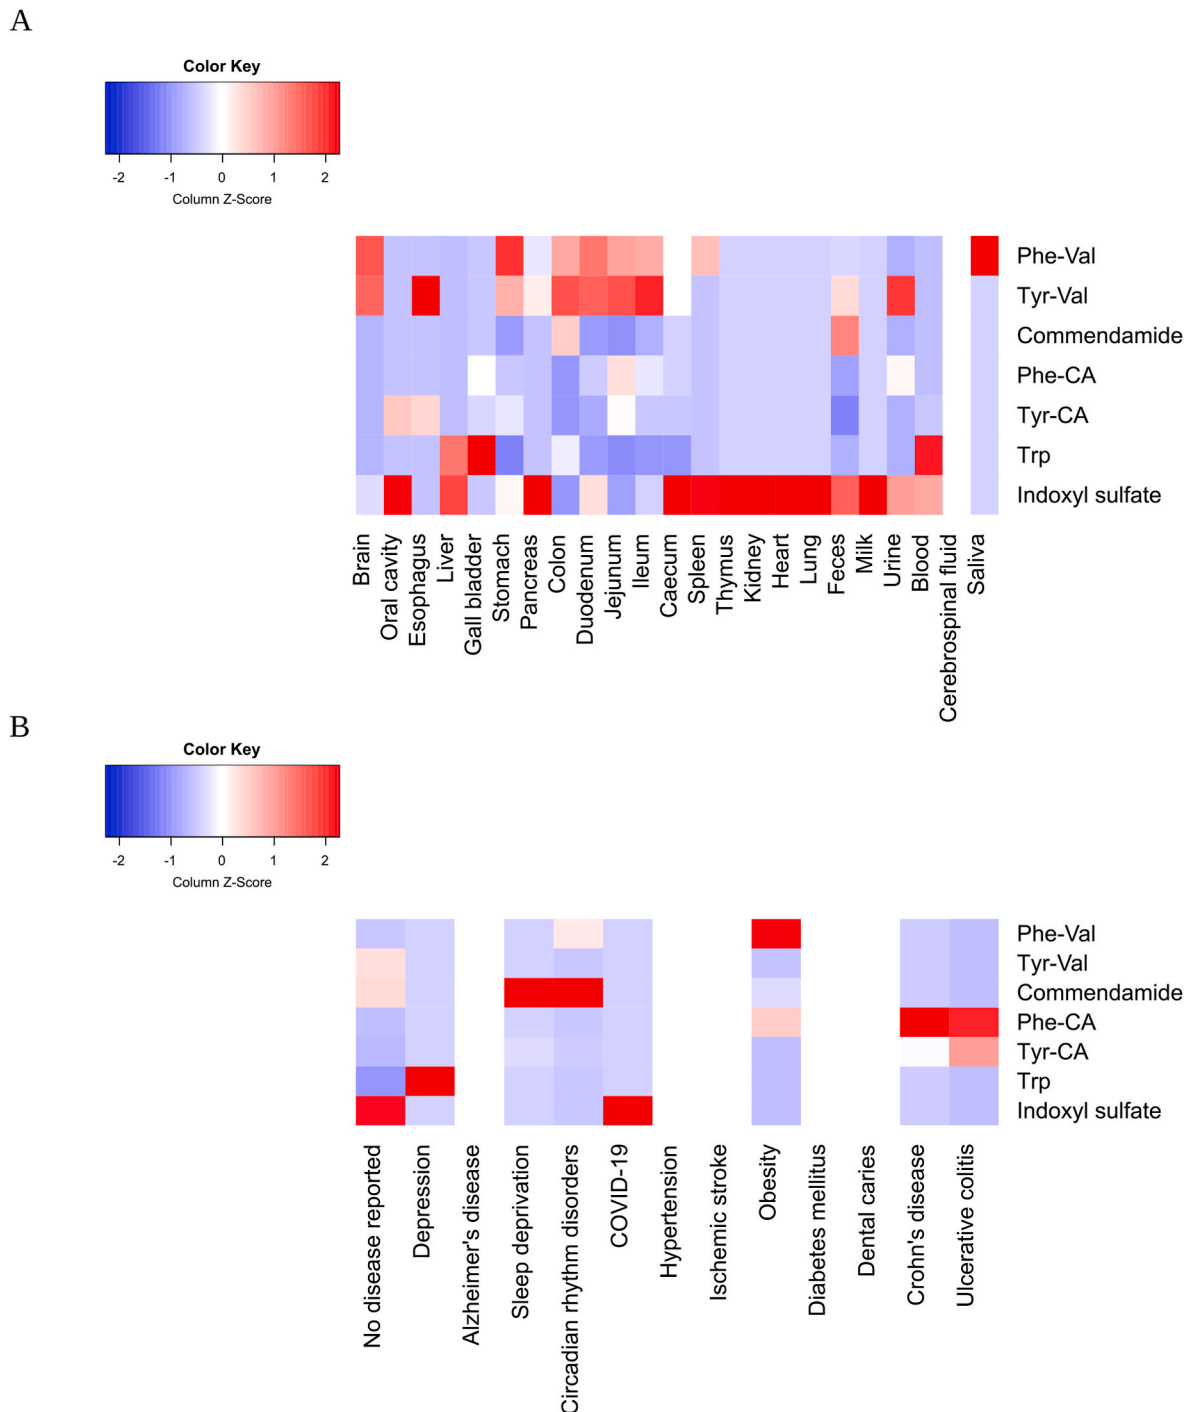 A
Color Key
-2 -1 0 1 2
Column Z-Score
Phe-Val
Tyr-Val
Commendamide
Phe-CA
Tyr-CA
Trp
Indoxyl sulfate
Brain
Oral cavity
Esophagus
Liver
Gall bladder
Stomach
Pancreas
Colon
Duodenum
Jejunum
Ileum
Caecum
Spleen
Thymus
Kidney
Heart
Lung
Feces
Milk
Urine
Blood
Cerebrospinal fluid
Saliva
B
Color Key
-2 -1 0 1 2
Column Z-Score
Phe-Val
Tyr-Val
Commendamide
Phe-CA
Tyr-CA
Trp
Indoxyl sulfate
No disease reported
Depression
Alzheimer's disease
Sleep deprivation
Circadian rhythm disorders
COVID-19
Hypertension
Ischemic stroke
Obesity
Diabetes mellitus
Dental caries
Crohn's disease
Ulcerative colitis